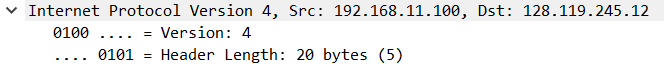 Internet Protocol Version 4, Src: 192.168.11.100, Dst: 128.119.245.12
0100 .... = Version: 4
.... 0101 = Header Length: 20 bytes (5)